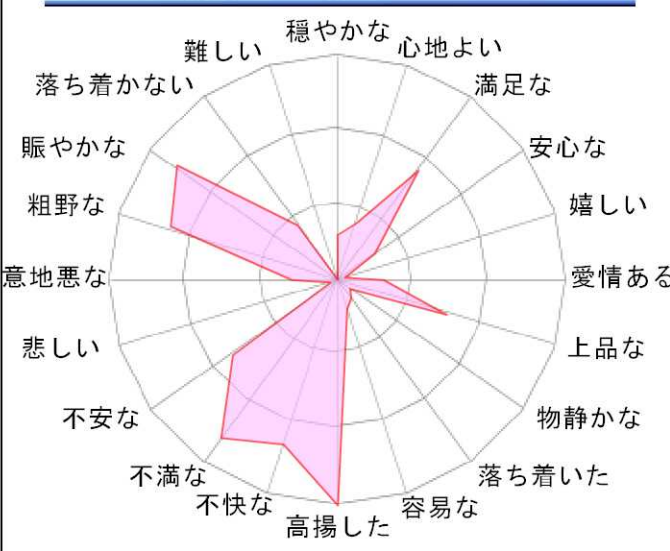 穏やかな
心地よい
満足な
安心な
嬉しい
愛情ある
上品な
物静かな
落ち着いた
容易な
高揚した
不快な
不満な
不安な
悲しい
意地悪な
粗野な
賑やかな
落ち着かない
難しい